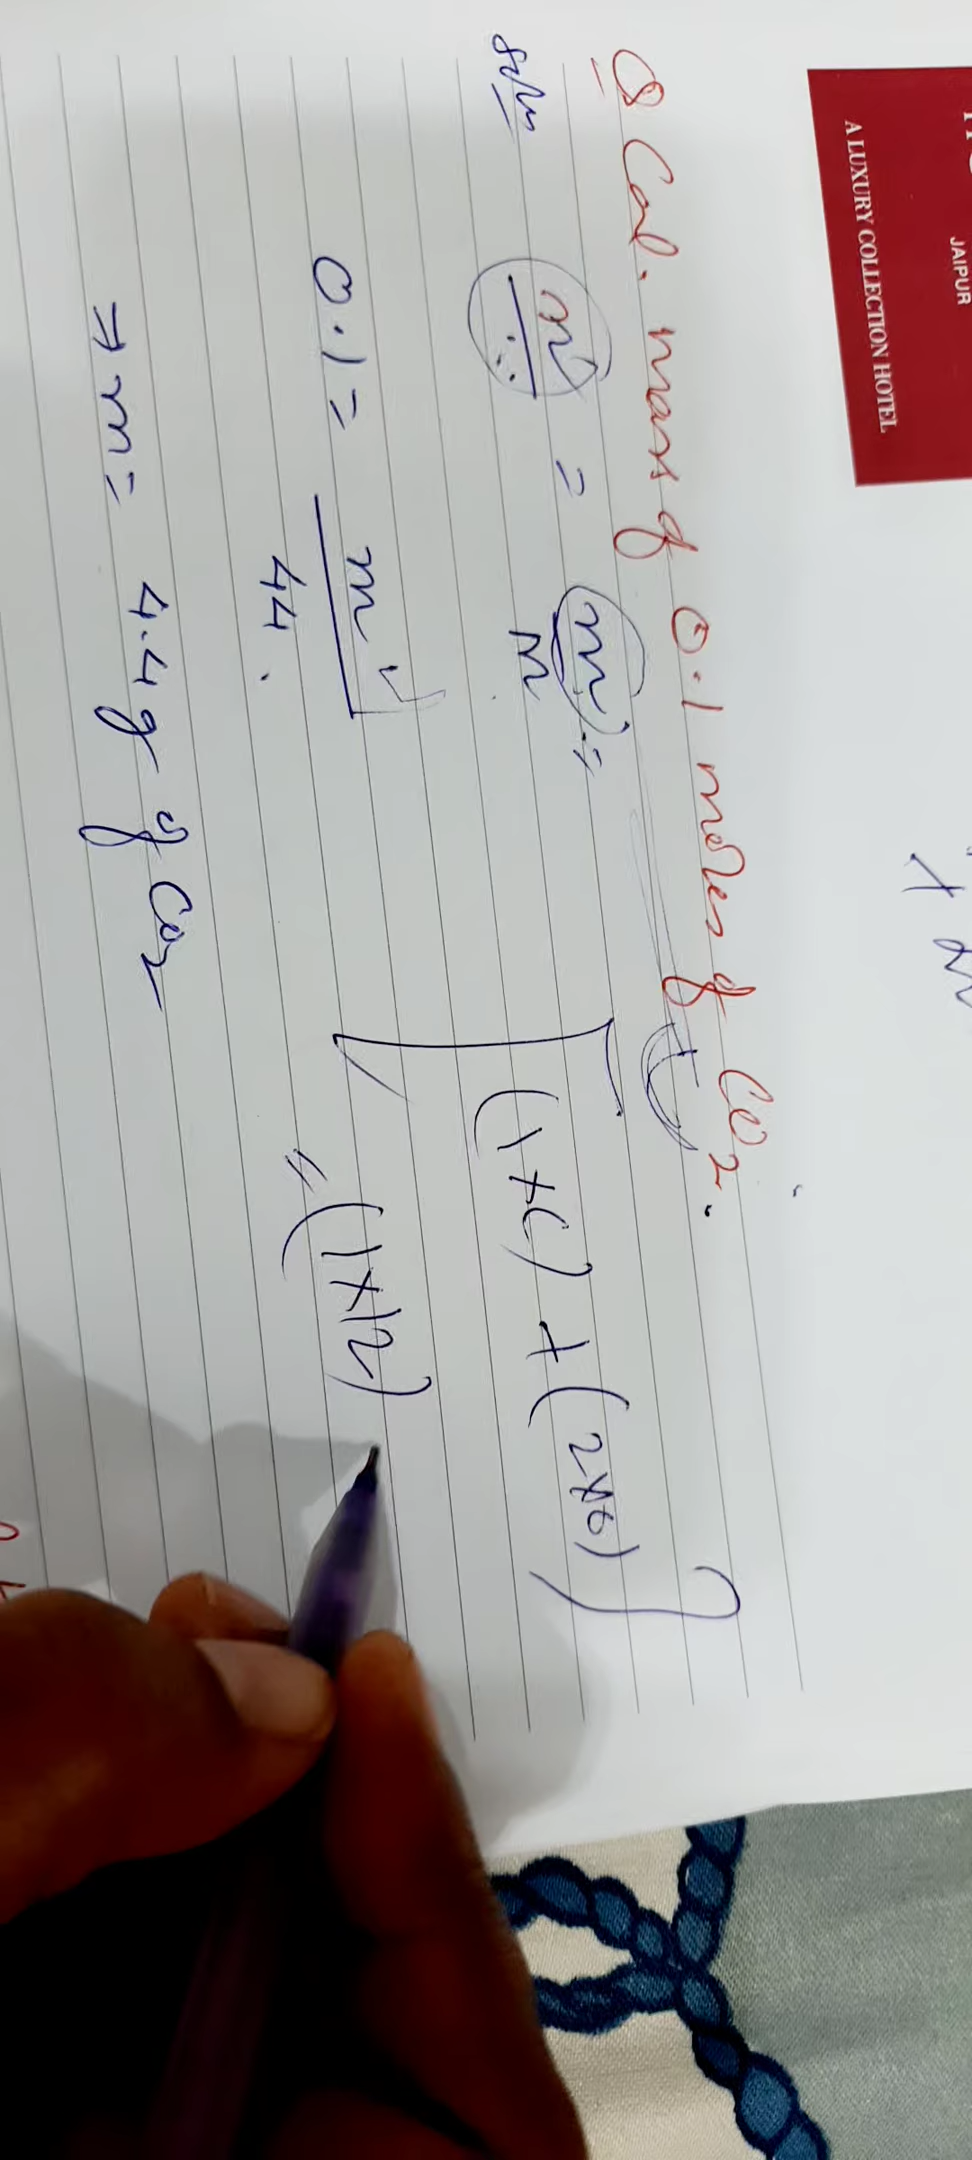 JAIPUR
A LUXURY COLLECTION HOTEL
Q Cal. mass of 0.1 moles of CO2.
Soln
n = m/M =
[(1×C) + (2×O)]
0.1 = m/44
= (1×12)
⇒ m = 4.4 g of CO2